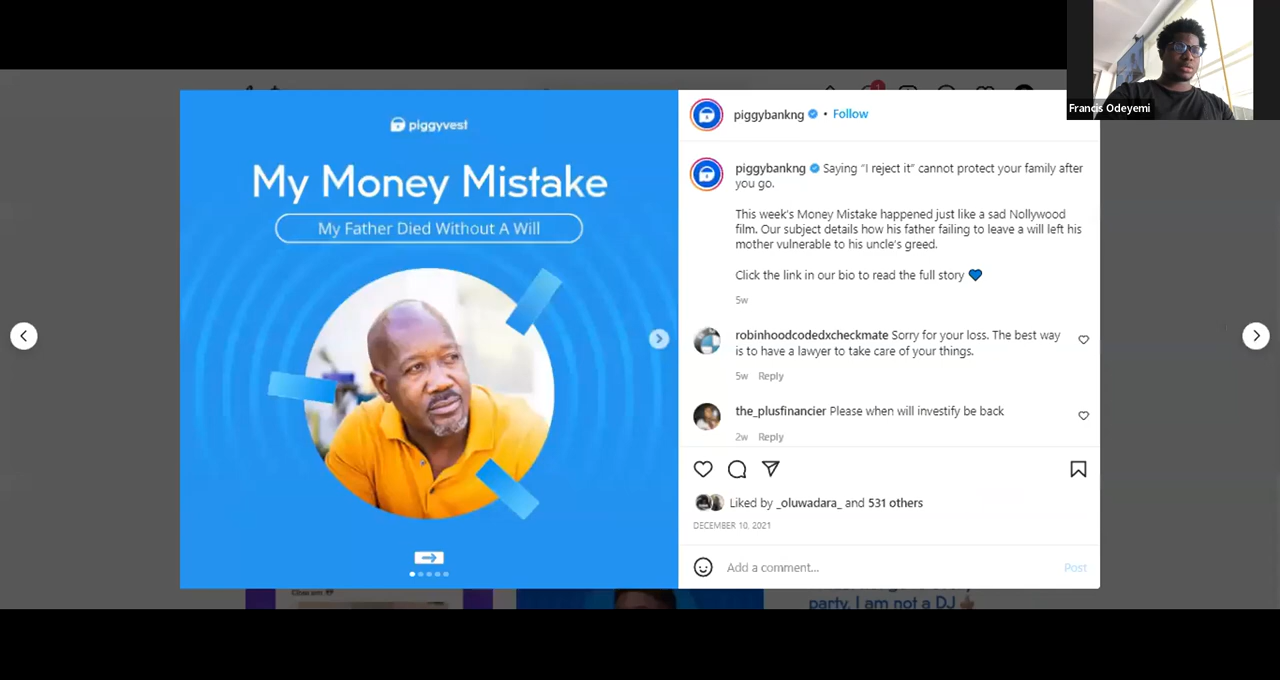 Francis Odeyemi
piggyvest
My Money Mistake
My Father Died Without A Will
piggybankng • Follow
piggybankng Saying “I reject it” cannot protect your family after
you go.
This week's Money Mistake happened just like a sad Nollywood
film. Our subject details how his father failing to leave a will left his
mother vulnerable to his uncle's greed.
Click the link in our bio to read the full story 💙
5w
robinhoodcodedxcheckmate Sorry for your loss. The best way
is to have a lawyer to take care of your things.
5w Reply
the_plusfinancier Please when will investify be back
2w Reply
Liked by _oluwadara_ and 531 others
DECEMBER 10, 2021
Add a comment... Post
party, I am not a DJ